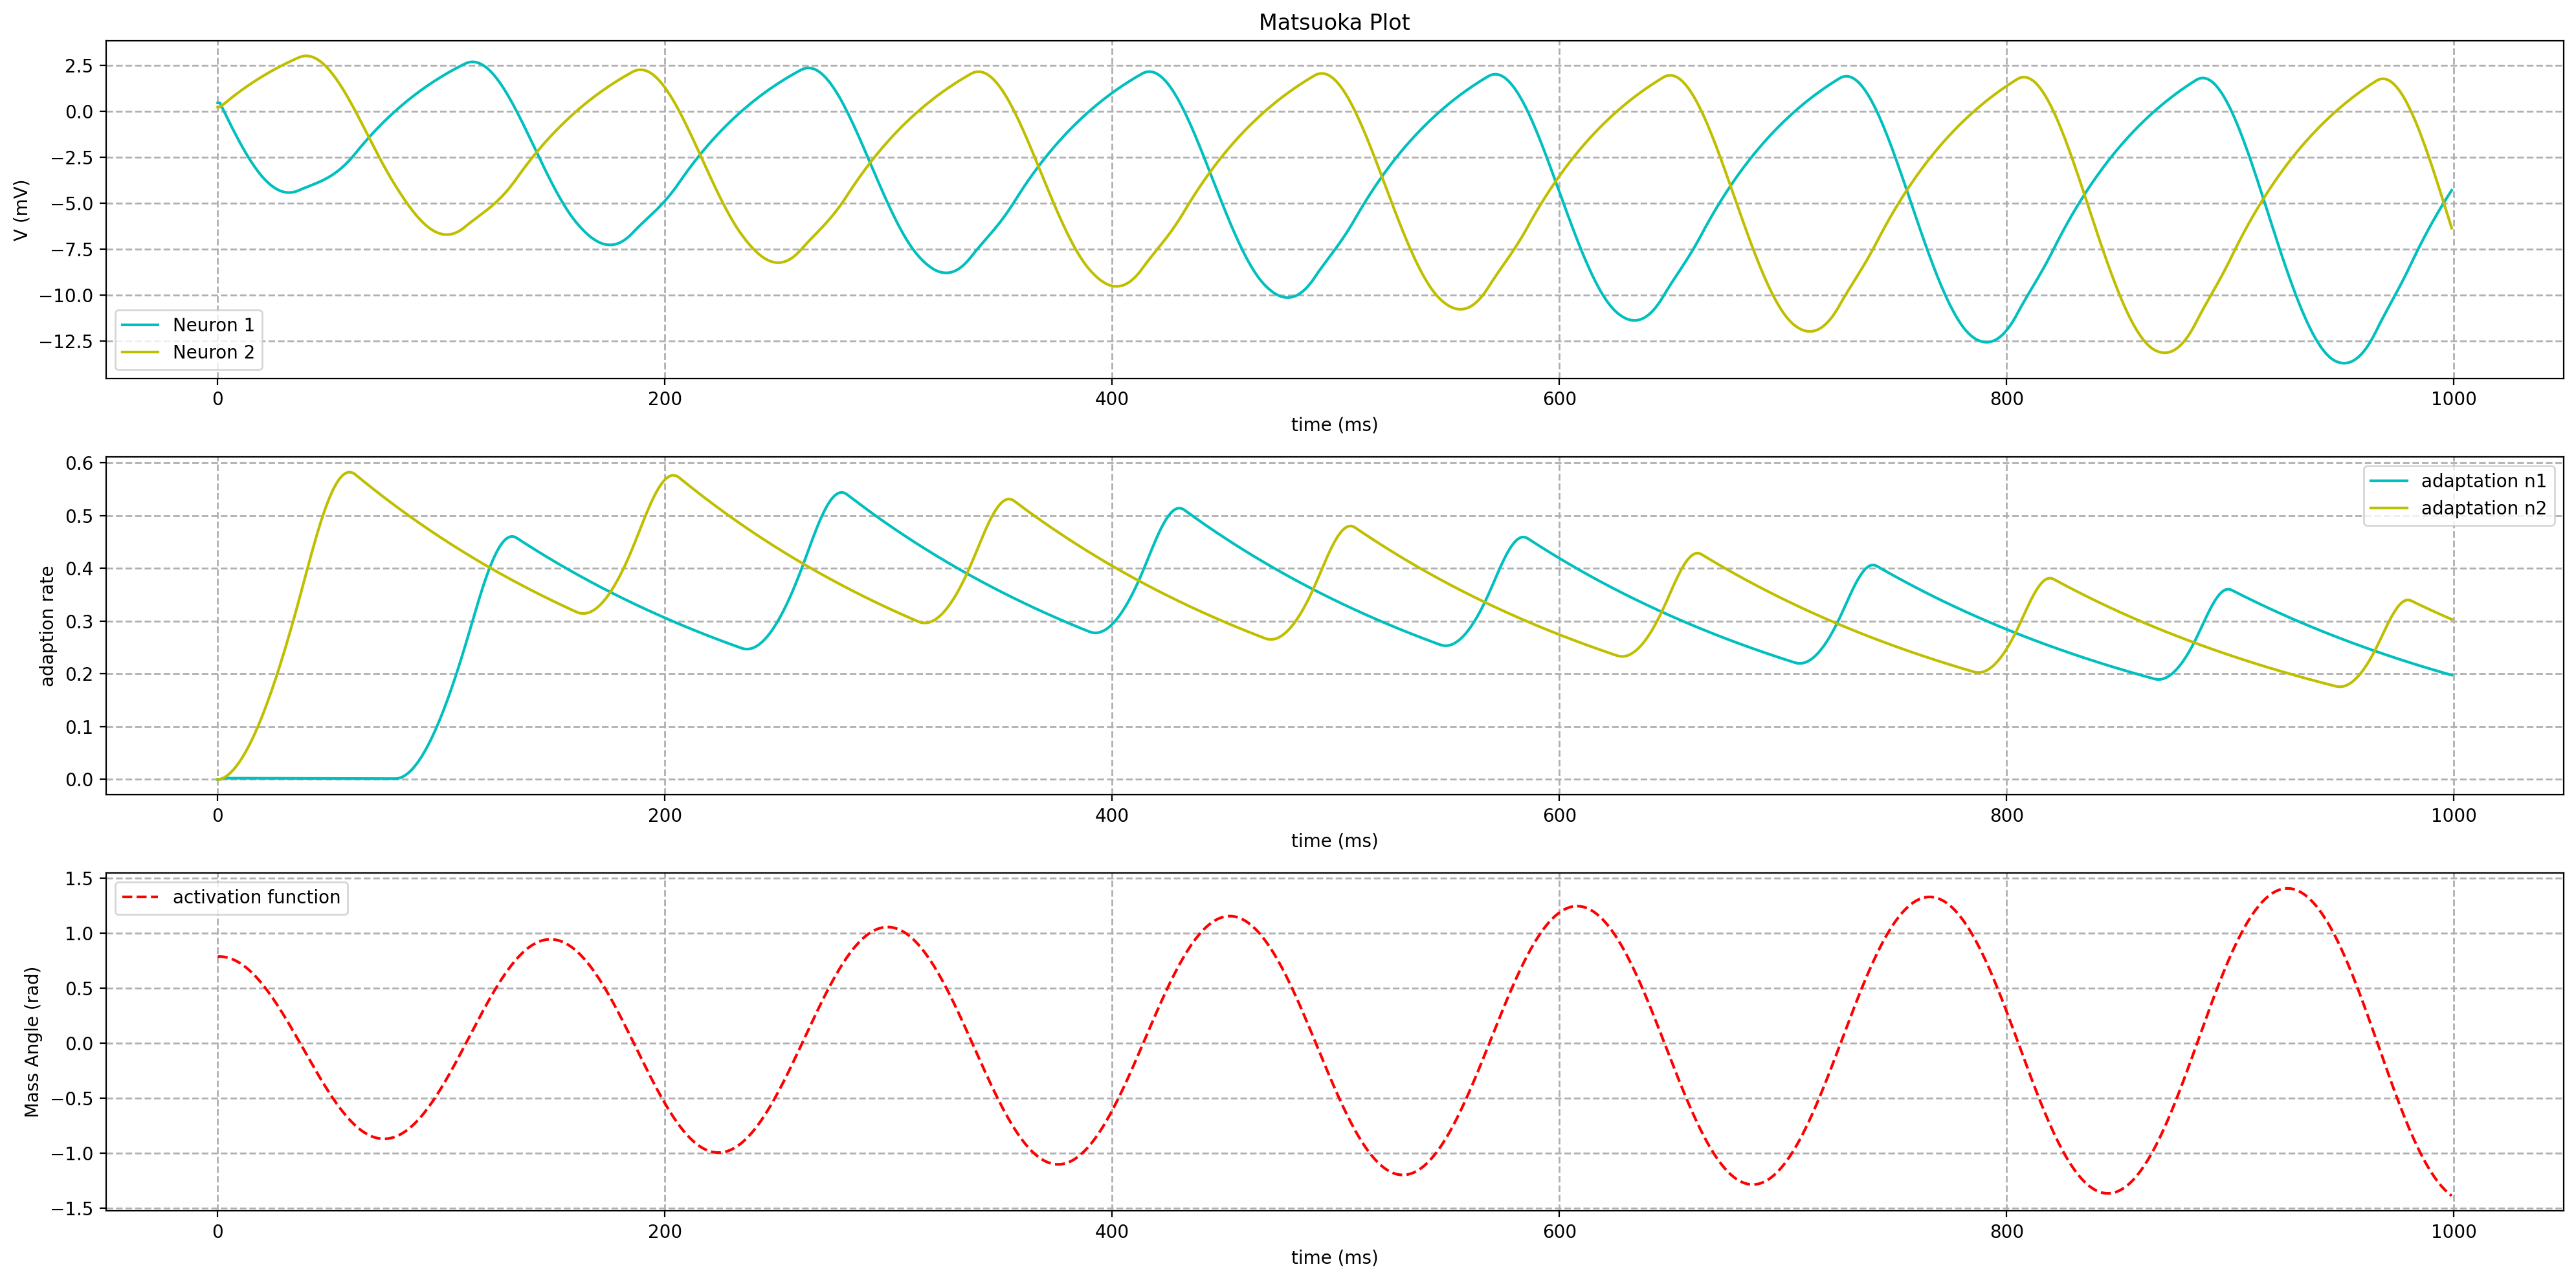 Matsuoka Plot
2.5
0.0
−2.5
−5.0
−7.5
−10.0
−12.5
V (mV)
Neuron 1
Neuron 2
0 200 400 600 800 1000
time (ms)
0.6
0.5
0.4
0.3
0.2
0.1
0.0
adaption rate
adaptation n1
adaptation n2
0 200 400 600 800 1000
time (ms)
1.5
1.0
0.5
0.0
−0.5
−1.0
−1.5
Mass Angle (rad)
activation function
0 200 400 600 800 1000
time (ms)